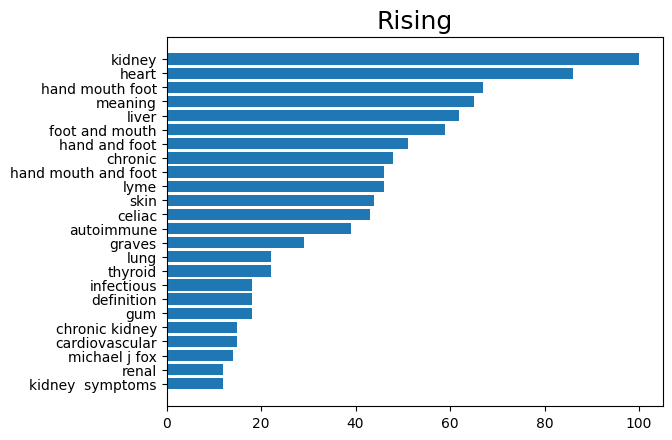 Rising
kidney
heart
hand mouth foot
meaning
liver
foot and mouth
hand and foot
chronic
hand mouth and foot
lyme
skin
celiac
autoimmune
graves
lung
thyroid
infectious
definition
gum
chronic kidney
cardiovascular
michael j fox
renal
kidney  symptoms
0 20 40 60 80 100